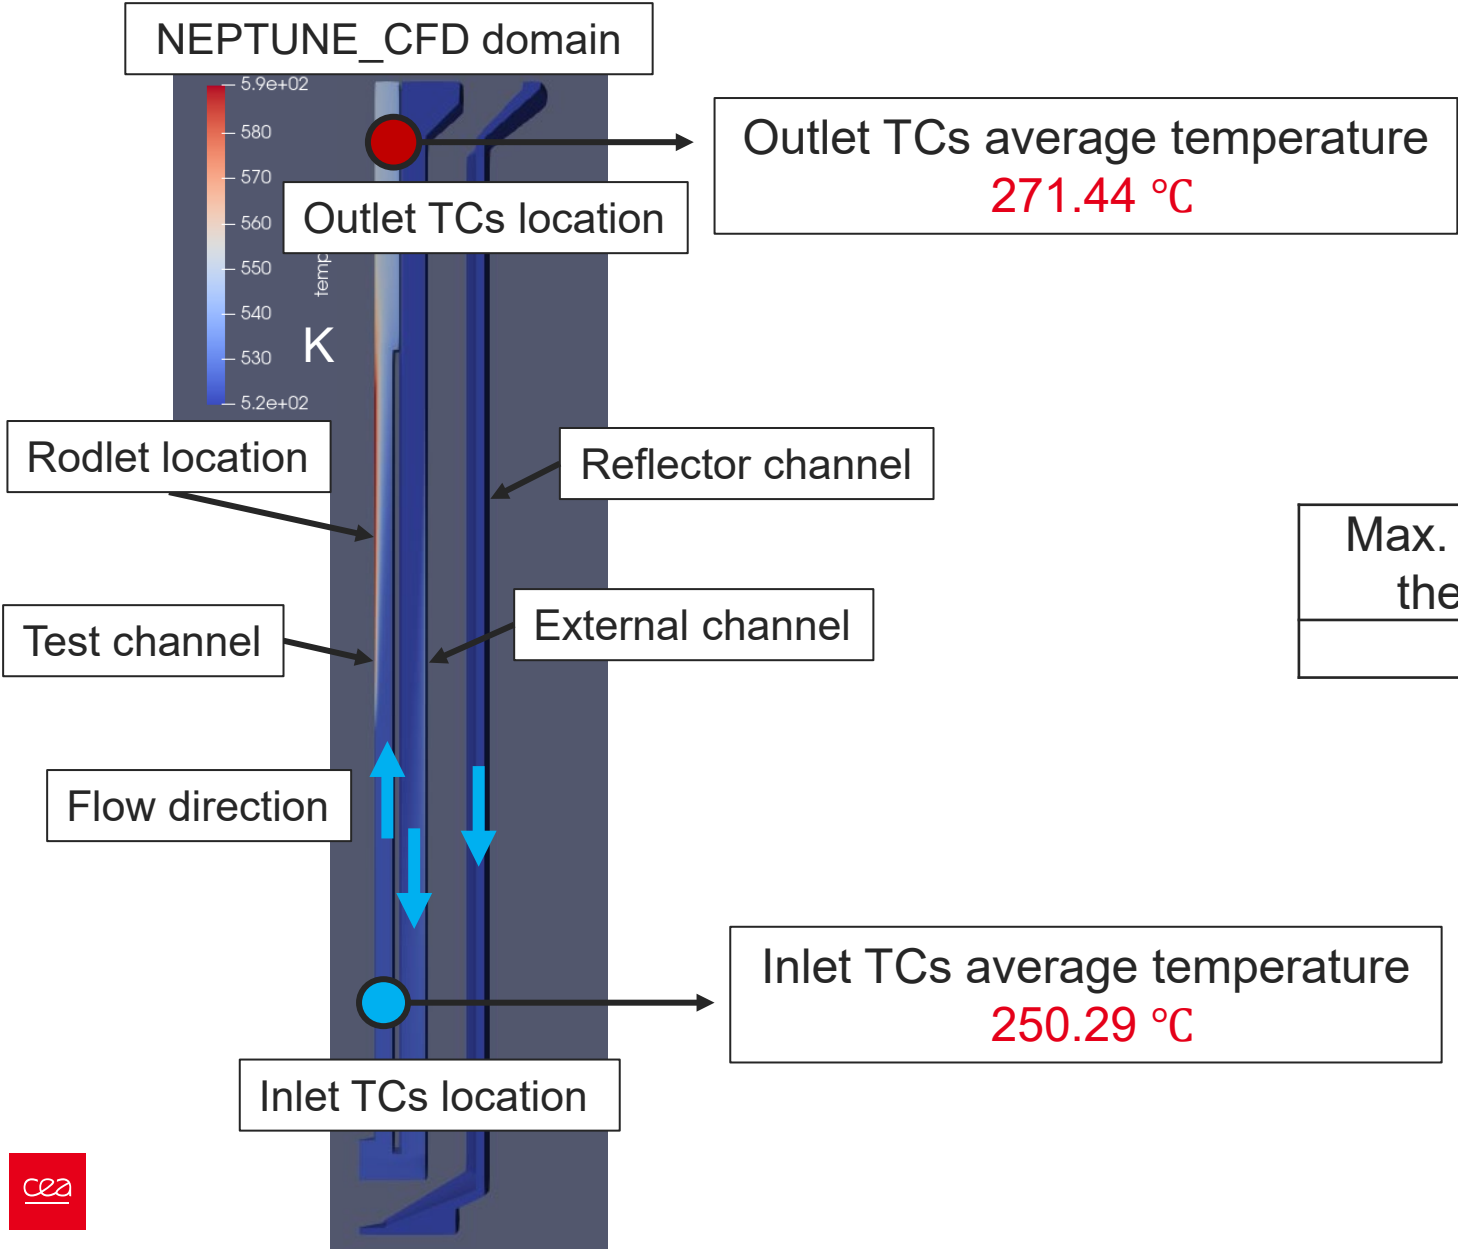 NEPTUNE_CFD domain
5.9e+02
580
570
560
550
540
530
5.2e+02
temp
K
Outlet TCs average temperature
271.44 °C
Outlet TCs location
Rodlet location
Reflector channel
Max.
the
Test channel
External channel
Flow direction
Inlet TCs average temperature
250.29 °C
Inlet TCs location
cea